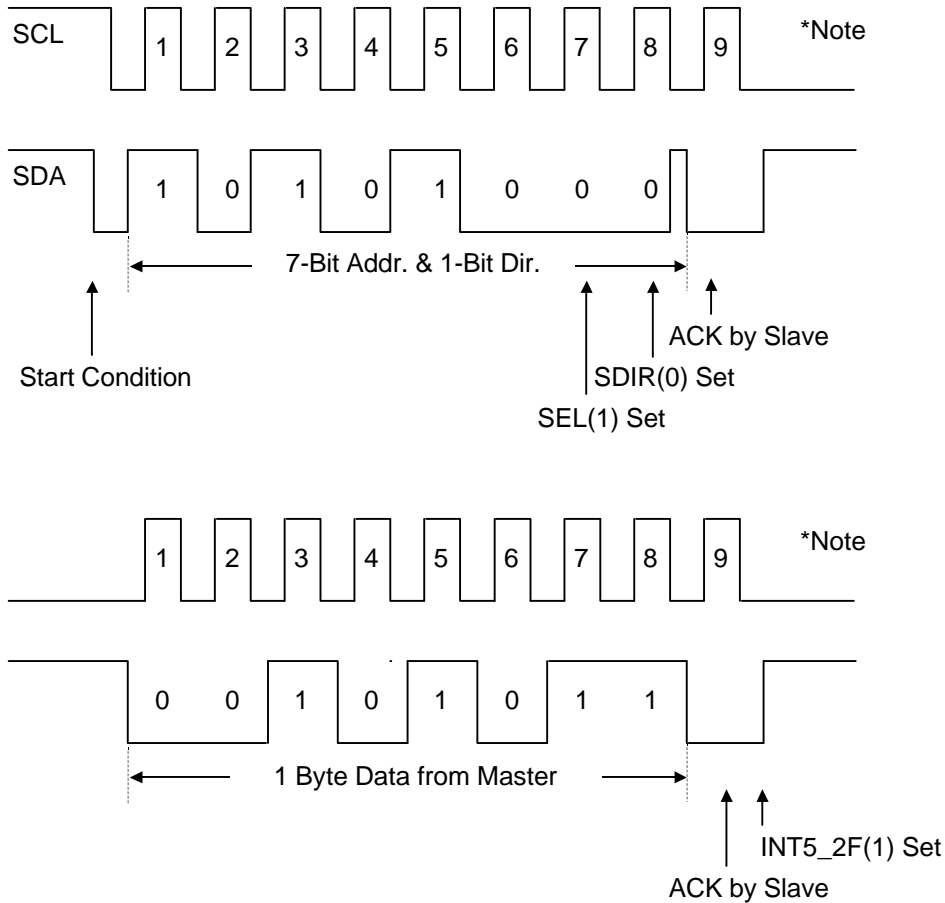 SCL 1 2 3 4 5 6 7 8 9 *Note
SDA 1 0 1 0 1 0 0 0
7-Bit Addr. & 1-Bit Dir.
ACK by Slave
Start Condition
SDIR(0) Set
SEL(1) Set
1 2 3 4 5 6 7 8 9 *Note
0 0 1 0 1 0 1 1
1 Byte Data from Master
INT5_2F(1) Set
ACK by Slave